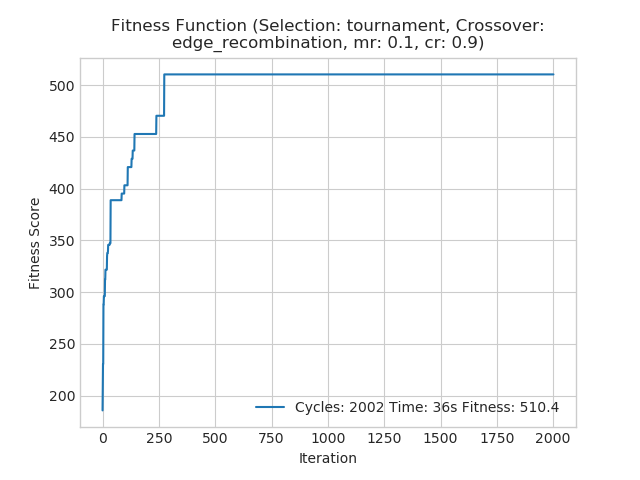 Fitness Function (Selection: tournament, Crossover:
edge_recombination, mr: 0.1, cr: 0.9)
Fitness Score
500
450
400
350
300
250
200
Cycles: 2002 Time: 36s Fitness: 510.4
0 250 500 750 1000 1250 1500 1750 2000
Iteration